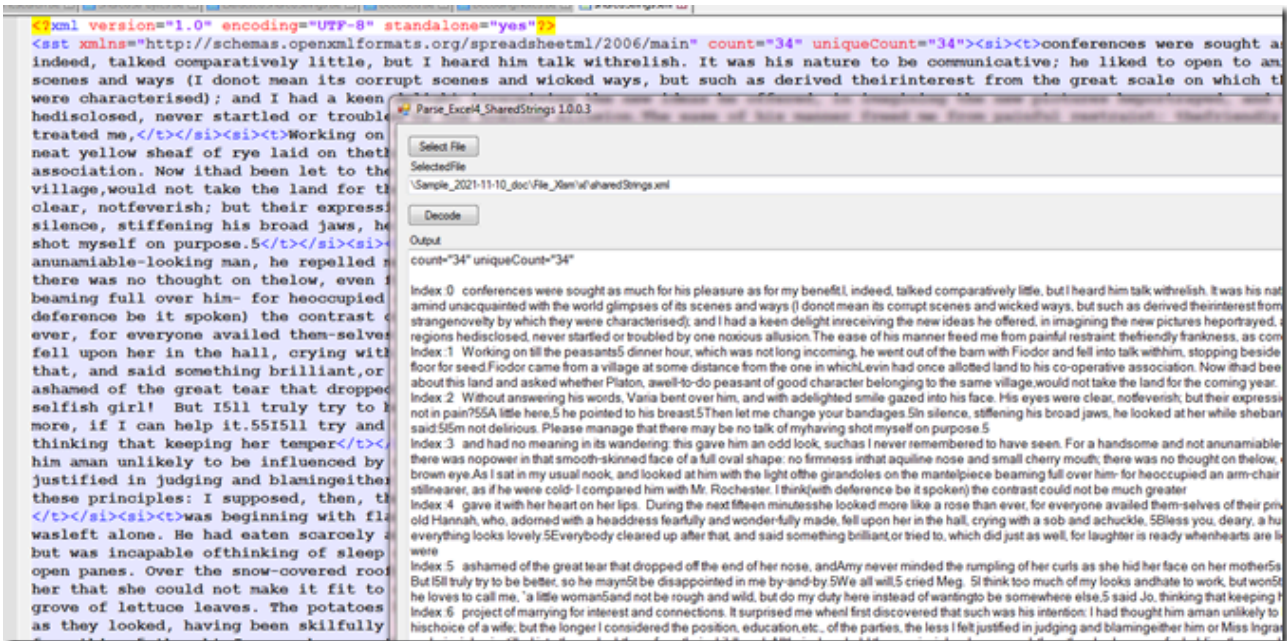 <?xml version="1.0" encoding="UTF-8" standalone="yes"?>
<sst xmlns="http://schemas.openxmlformats.org/spreadsheetml/2006/main" count="34" uniqueCount="34"><si><t>conferences were sought a
indeed, talked comparatively little, but I heard him talk withrelish. It was his nature to be communicative; he liked to open to a
scenes and ways (I donot mean its corrupt scenes and wicked ways, but such as derived theirinterest from the great scale on which t
were characterised); and I had a keen
hedisclosed, never startled or trouble
treated me,</t></si><si><t>Working on
neat yellow sheaf of rye laid on thet
association. Now ithad been let to the
village,would not take the land for t
clear, notfeverish; but their express
silence, stiffening his broad jaws, he
shot myself on purpose.5</t></si><si>
anunamiable-looking man, he repelled
there was no thought on thelow, even
beaming full over him- for heoccupied
deference be it spoken) the contrast
ever, for everyone availed them-selves
fell upon her in the hall, crying wit
that, and said something brilliant,or
ashamed of the great tear that dropped
selfish girl! But I5ll truly try to
more, if I can help it.55I5ll try and
thinking that keeping her temper</t></
him aman unlikely to be influenced by
justified in judging and blamingeither
these principles: I supposed, then, t
</t></si><si><t>was beginning with fl
wasleft alone. He had eaten scarcely
but was incapable ofthinking of sleep
open panes. Over the snow-covered roo
her that she could not make it fit to
grove of lettuce leaves. The potatoes
as they looked, having been skilfully
Parse_Excel4_SharedStrings 1.0.0.3
Select File
SelectedFile
\Sample_2021-11-10_doc\File_Xlsm\xl\sharedStrings.xml
Decode
Output
count="34" uniqueCount="34"
Index :0 conferences were sought as much for his pleasure as for my benefit.I, indeed, talked comparatively little, but I heard him talk withrelish. It was his nat
amind unacquainted with the world glimpses of its scenes and ways (I donot mean its corrupt scenes and wicked ways, but such as derived theirinterest from
strangenovelty by which they were characterised); and I had a keen delight inreceiving the new ideas he offered, in imagining the new pictures heportrayed,
regions hedisclosed, never startled or troubled by one noxious allusion.The ease of his manner freed me from painful restraint: thefriendly frankness, as com
Index :1 Working on till the peasants5 dinner hour, which was not long incoming, he went out of the barn with Fiodor and fell into talk withhim, stopping beside
floor for seed.Fiodor came from a village at some distance from the one in whichLevin had once allotted land to his co-operative association. Now ithad bee
about this land and asked whether Platon, awell-to-do peasant of good character belonging to the same village,would not take the land for the coming year.
Index :2 Without answering his words, Varia bent over him, and with adelighted smile gazed into his face. His eyes were clear, notfeverish; but their expressi
not in pain?55A little here,5 he pointed to his breast.5Then let me change your bandages.5In silence, stiffening his broad jaws, he looked at her while sheban
said:5I5m not delirious. Please manage that there may be no talk of myhaving shot myself on purpose.5
Index :3 and had no meaning in its wandering: this gave him an odd look, suchas I never remembered to have seen. For a handsome and not anunamiable
there was nopower in that smooth-skinned face of a full oval shape: no firmness inthat aquiline nose and small cherry mouth; there was no thought on thelow,
brown eye.As I sat in my usual nook, and looked at him with the light ofthe girandoles on the mantelpiece beaming full over him- for heoccupied an arm-chair
stillnearer, as if he were cold- I compared him with Mr. Rochester. I think(with deference be it spoken) the contrast could not be much greater
Index :4 gave it with her heart on her lips. During the next fifteen minutesshe looked more like a rose than ever, for everyone availed them-selves of their pri
old Hannah, who, adorned with a headdress fearfully and wonder-fully made, fell upon her in the hall, crying with a sob and achuckle, 5Bless you, deary, a hu
everything looks lovely.5Everybody cleared up after that, and said something brilliant,or tried to, which did just as well, for laughter is ready whenhearts are li
were
Index :5 ashamed of the great tear that dropped off the end of her nose, andAmy never minded the rumpling of her curls as she hid her face on her mother5s
But I5ll truly try to be better, so he mayn5t be disappointed in me by-and-by.5We all will,5 cried Meg. 5I think too much of my looks andhate to work, but won5
he loves to call me, 'a little woman5and not be rough and wild, but do my duty here instead of wantingto be somewhere else,5 said Jo, thinking that keeping h
Index :6 project of marrying for interest and connections. It surprised me whenI first discovered that such was his intention: I had thought him aman unlikely to
hischoice of a wife; but the longer I considered the position, education,etc., of the parties, the less I felt justified in judging and blamingeither him or Miss Ingra